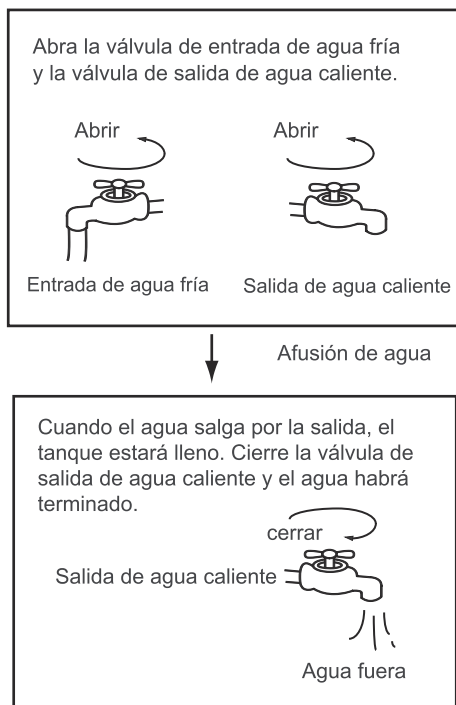 Abra la válvula de entrada de agua fría
y la válvula de salida de agua caliente.
Abrir
Abrir
Entrada de agua fría
Salida de agua caliente
Afusión de agua
Cuando el agua salga por la salida, el
tanque estará lleno. Cierre la válvula de
salida de agua caliente y el agua habrá
terminado.
cerrar
Salida de agua caliente
Agua fuera